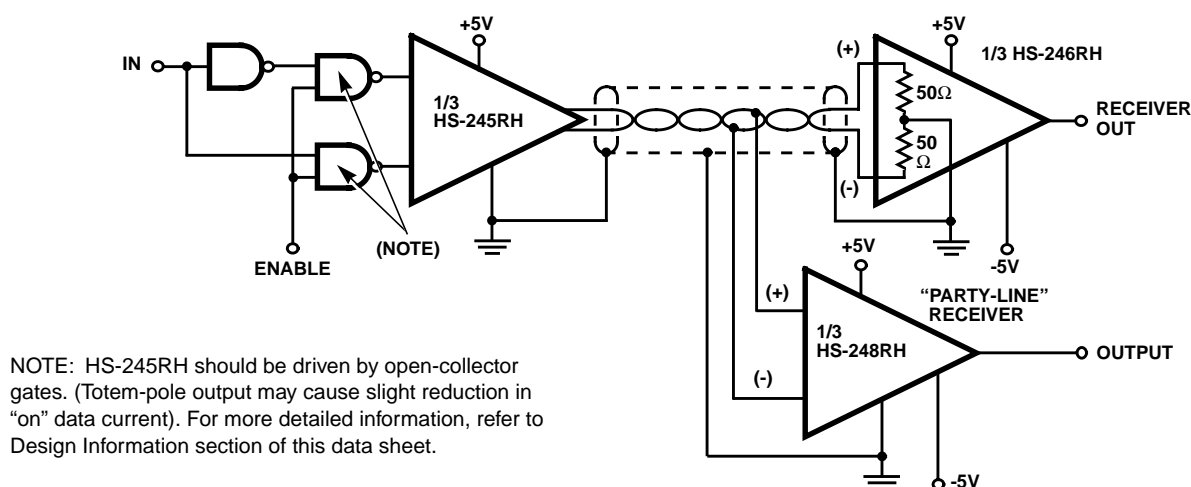 +5V
+5V
IN
(+)
1/3 HS-246RH
1/3
HS-245RH
50Ω
RECEIVER
OUT
50
Ω
(-)
(NOTE)
ENABLE
-5V
+5V
(+)
"PARTY-LINE"
RECEIVER
1/3
HS-248RH
OUTPUT
(-)
-5V
NOTE: HS-245RH should be driven by open-collector
gates. (Totem-pole output may cause slight reduction in
“on” data current). For more detailed information, refer to
Design Information section of this data sheet.